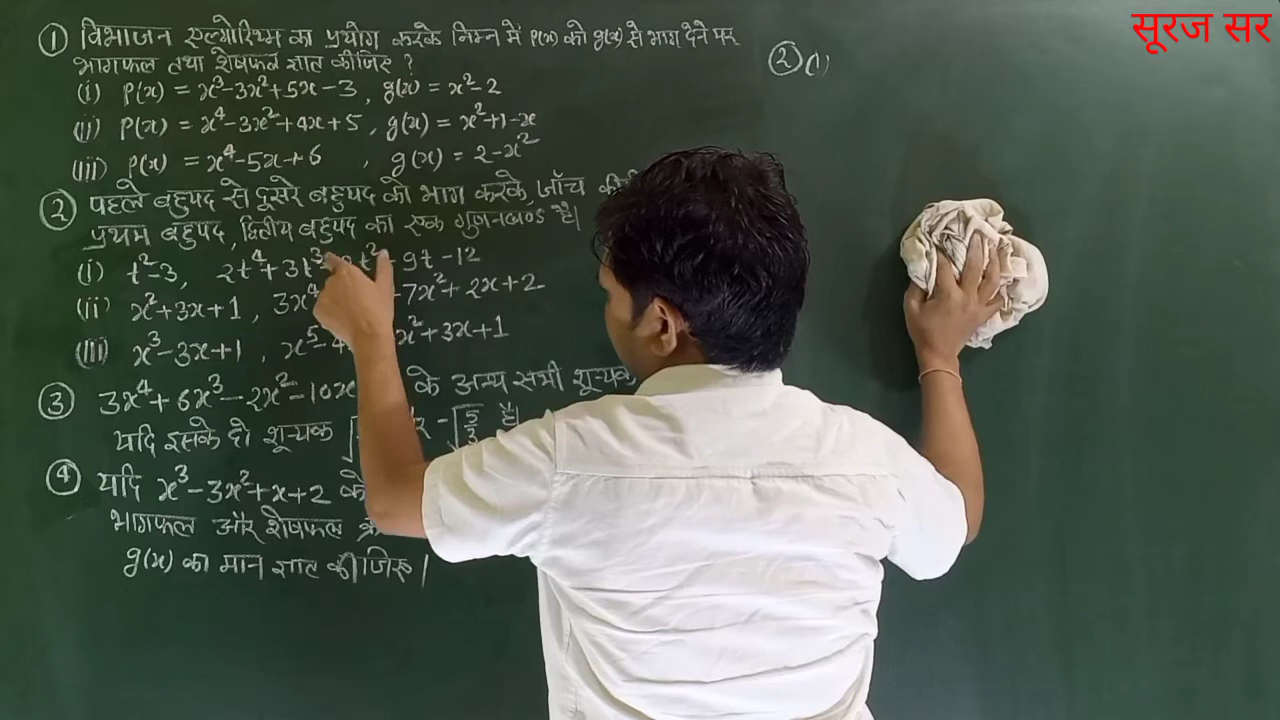 सूरज सर
① विभाजन एल्गोरिथ्म का प्रयोग करके निम्न में P(x) को g(x) से भाग देने पर
भागफल तथा शेषफल ज्ञात कीजिए ?
(i) P(x) = x³-3x²+5x-3, g(x) = x²-2
(ii) P(x) = x⁴-3x²+4x+5, g(x) = x²+1-x
(iii) P(x) = x⁴-5x+6 , g(x) = 2-x²
② पहले बहुपद से दूसरे बहुपद को भाग करके, जाँच
प्रथम बहुपद, द्वितीय बहुपद का एक गुणनखण्ड है।
(i) t²-3, 2t⁴+3t³ t²-9t-12
(ii) x²+3x+1, 3x⁴ -7x²+2x+2
(iii) x³-3x+1, x⁵-4 x²+3x+1
③ 3x⁴+6x³-2x²-10x के अन्य सभी शून्यक
यदि इसके दो शून्यक √ -√5/3 है।
④ यदि x³-3x²+x+2 को
भागफल और शेषफल
g(x) का मान ज्ञात कीजिए।
② (i)